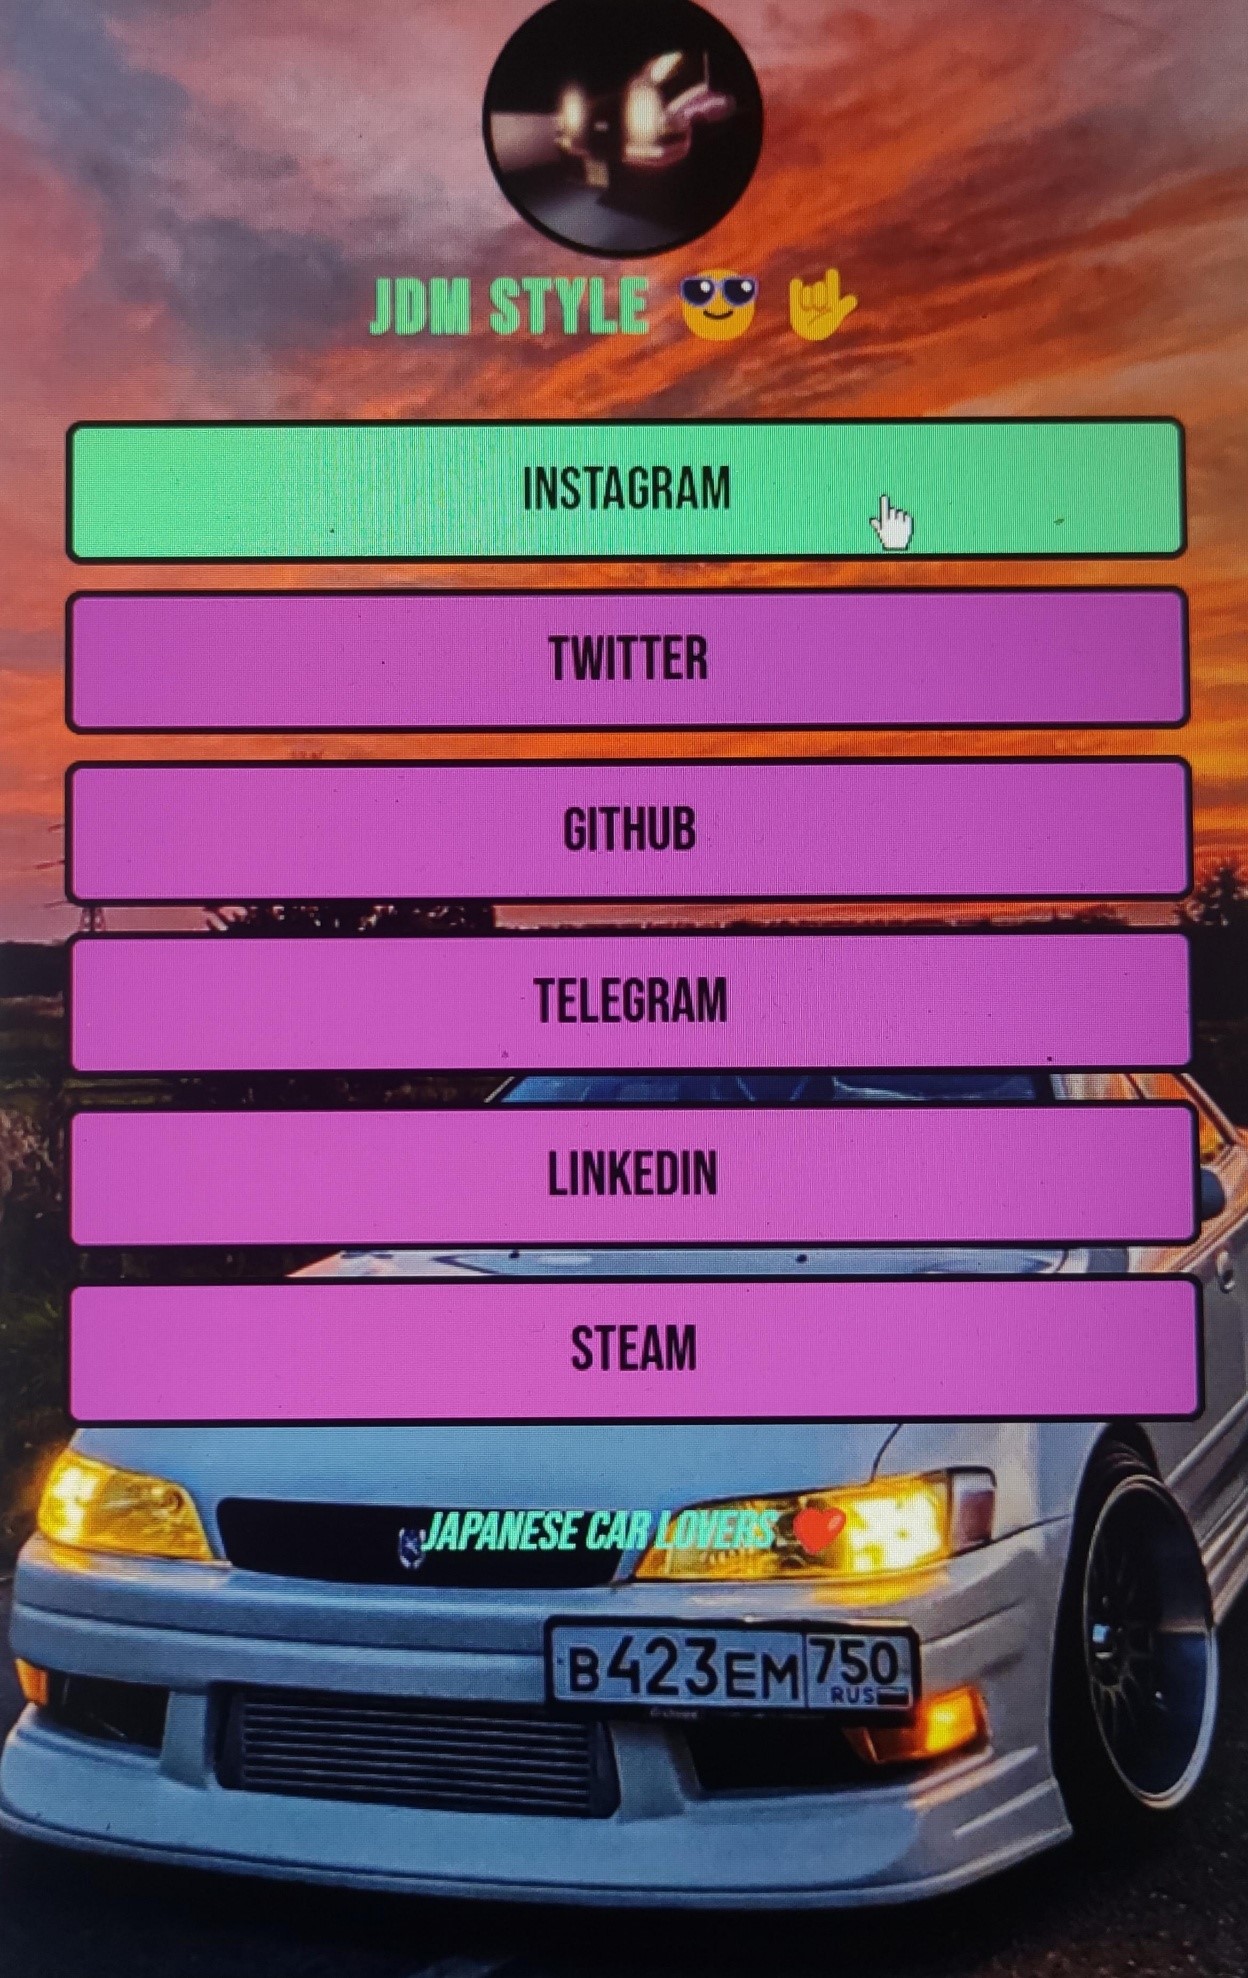 JDM STYLE 😎 🤟
INSTAGRAM
TWITTER
GITHUB
TELEGRAM
LINKEDIN
STEAM
JAPANESE CAR LOVERS ❤️
В423ЕМ 750
RUS